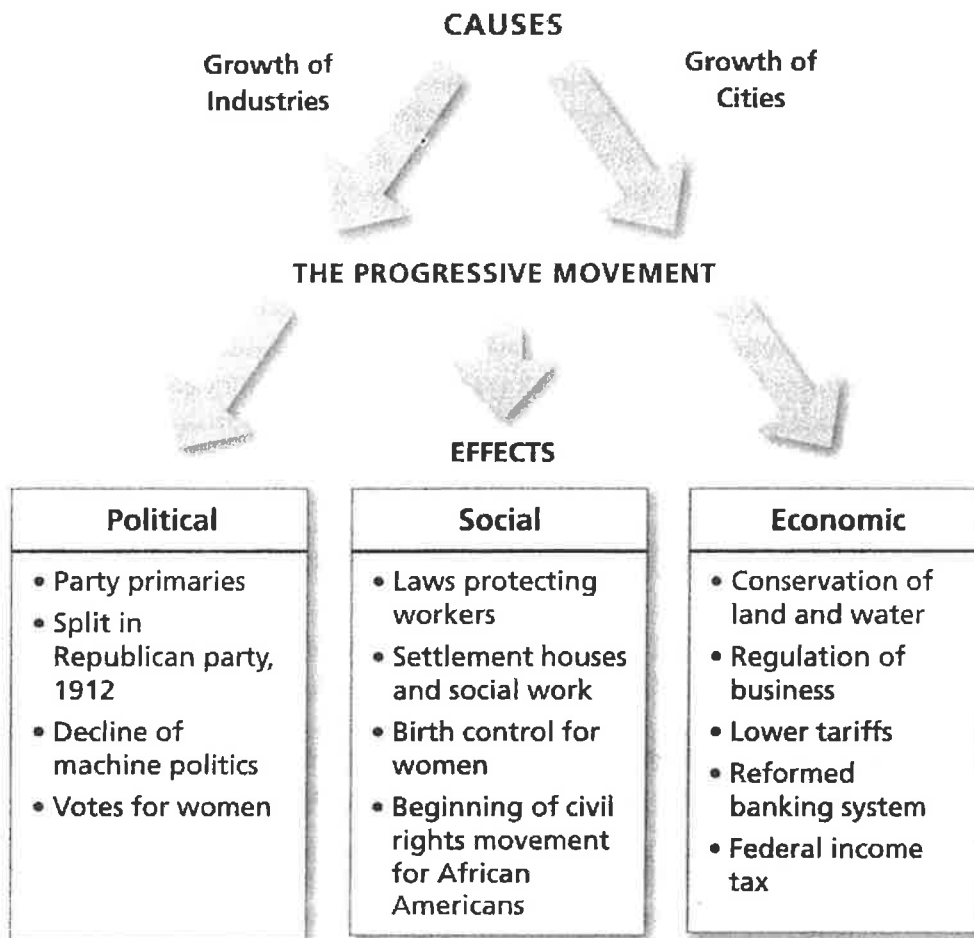 CAUSES
Growth of
Industries
Growth of
Cities
THE PROGRESSIVE MOVEMENT
EFFECTS
Political
• Party primaries
• Split in
Republican party,
1912
• Decline of
machine politics
• Votes for women
Social
• Laws protecting
workers
• Settlement houses
and social work
• Birth control for
women
• Beginning of civil
rights movement
for African
Americans
Economic
• Conservation of
land and water
• Regulation of
business
• Lower tariffs
• Reformed
banking system
• Federal income
tax